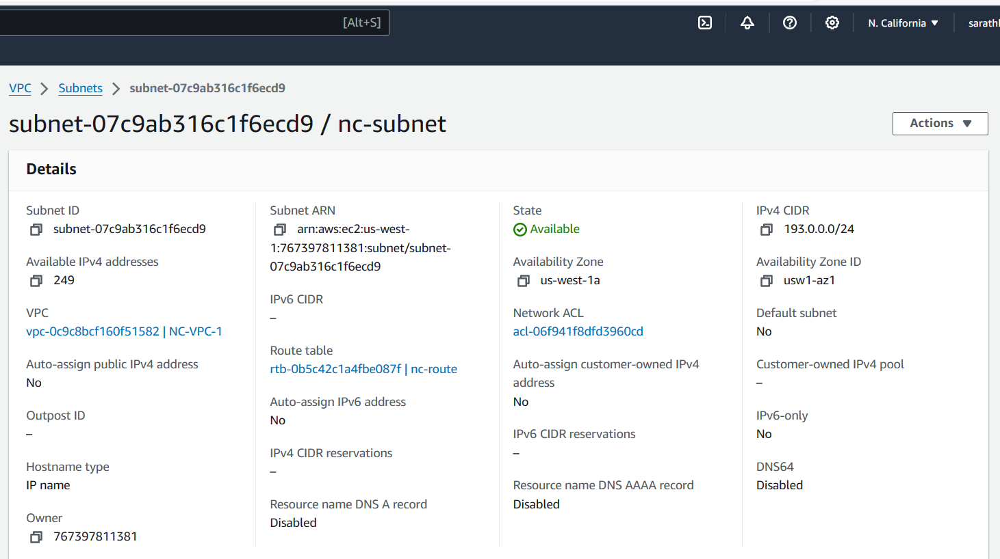 [Alt+S]
N. California
VPC
Subnets
subnet-07c9ab316c1f6ecd9
subnet-07c9ab316c1f6ecd9 / nc-subnet
Actions
Details
Subnet ID
subnet-07c9ab316c1f6ecd9
Available IPv4 addresses
249
VPC
vpc-0c9c8bcf160f51582 | NC-VPC-1
Auto-assign public IPv4 address
No
Outpost ID
–
Hostname type
IP name
Owner
767397811381
Subnet ARN
arn:aws:ec2:us-west-
1:767397811381:subnet/subnet-
07c9ab316c1f6ecd9
IPv6 CIDR
–
Route table
rtb-0b5c42c1a4fbe087f | nc-route
Auto-assign IPv6 address
No
IPv4 CIDR reservations
–
Resource name DNS A record
Disabled
State
Available
Availability Zone
us-west-1a
Network ACL
acl-06f941f8dfd3960cd
Auto-assign customer-owned IPv4
address
No
IPv6 CIDR reservations
–
Resource name DNS AAAA record
Disabled
IPv4 CIDR
193.0.0.0/24
Availability Zone ID
usw1-az1
Default subnet
No
Customer-owned IPv4 pool
–
IPv6-only
No
DNS64
Disabled